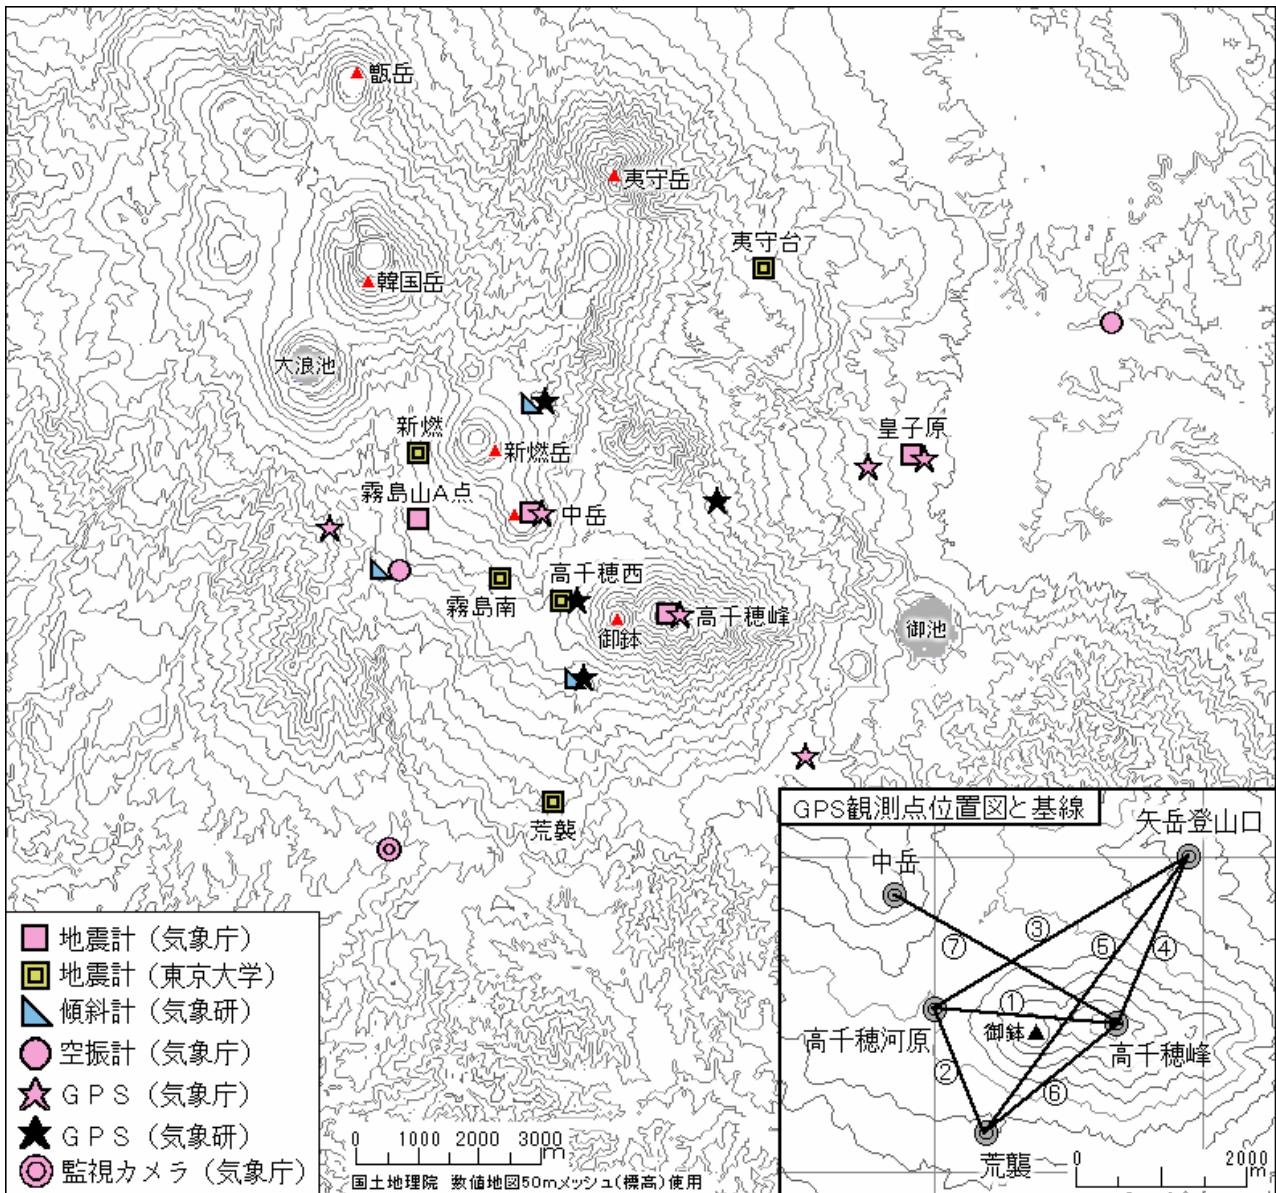 甑岳
夷守岳
夷守台
韓国岳
大浪池
新燃
新燃岳
皇子原
霧島山A点
中岳
高千穂西
霧島南
高千穂峰
御鉢
御池
荒襲
地震計（気象庁）
地震計（東京大学）
傾斜計（気象研）
空振計（気象庁）
ＧＰＳ（気象庁）
ＧＰＳ（気象研）
監視カメラ（気象庁）
0 1000 2000 3000
m
国土地理院 数値地図50mメッシュ(標高)使用
GPS観測点位置図と基線
矢岳登山口
中岳
③
⑦
⑤
④
①
御鉢
高千穂河原
高千穂峰
②
⑥
荒襲
0 2000
m